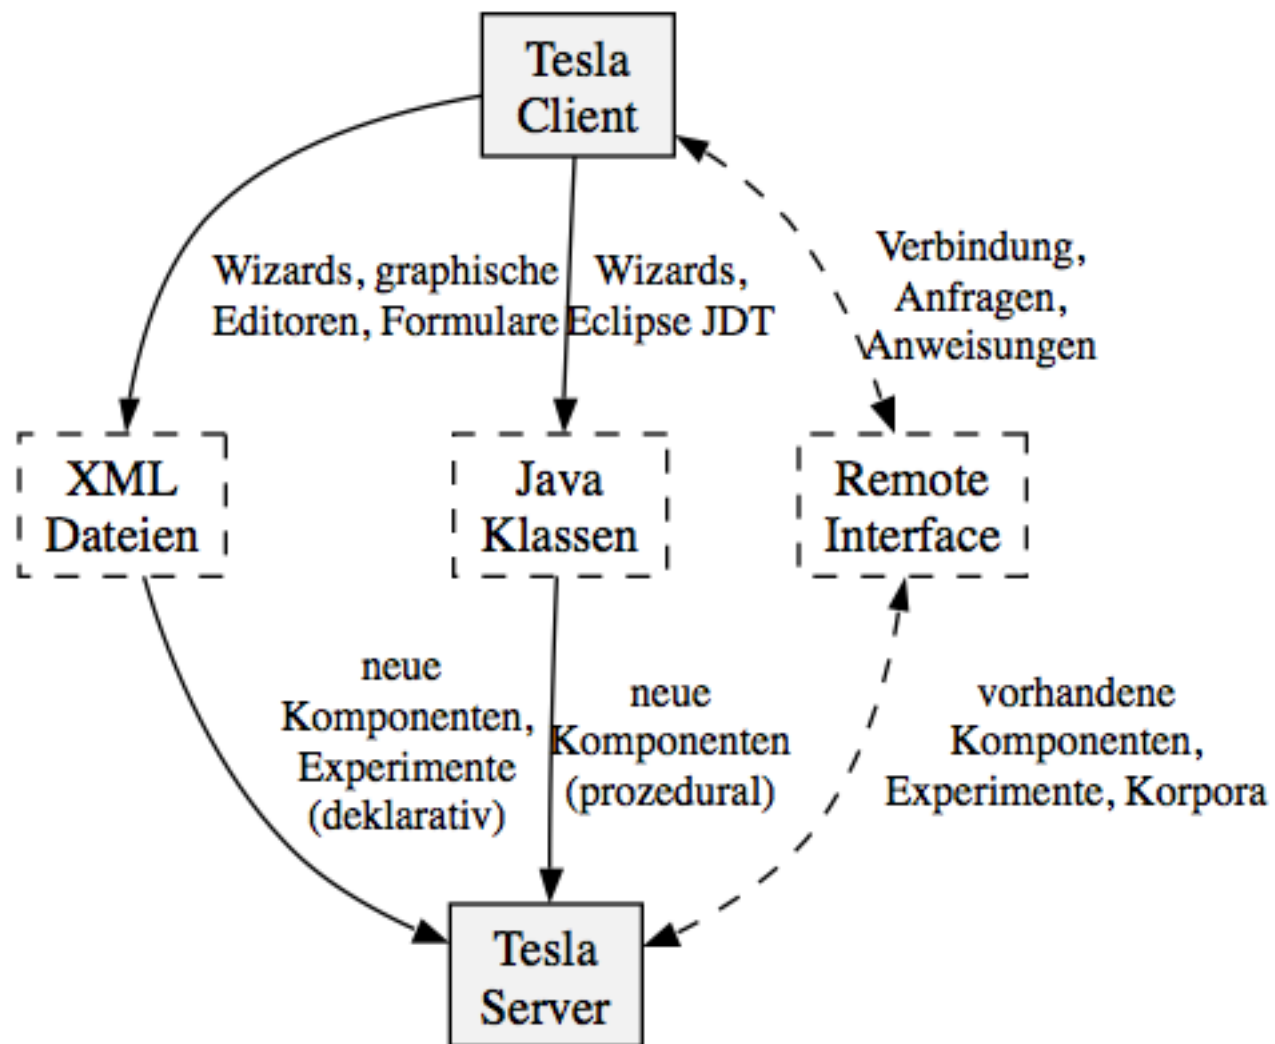 Tesla
Client
Wizards, graphische
Editoren, Formulare
Wizards,
Eclipse JDT
Verbindung,
Anfragen,
Anweisungen
XML
Dateien
Java
Klassen
Remote
Interface
neue
Komponenten,
Experimente
(deklarativ)
neue
Komponenten
(prozedural)
vorhandene
Komponenten,
Experimente, Korpora
Tesla
Server